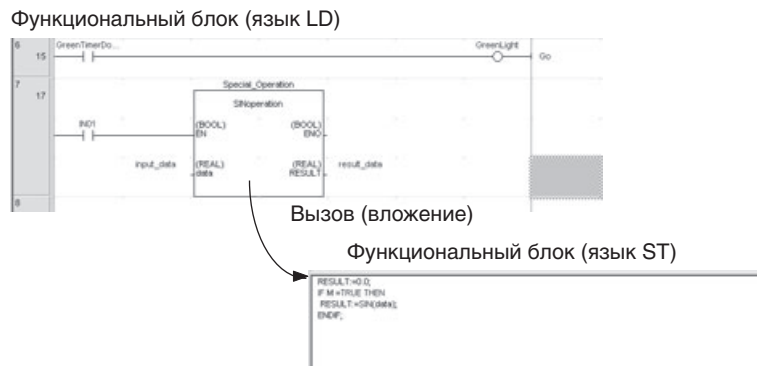 Функциональный блок (язык LD)
6
15
GreenTimerDo...
GreenLight
Go
7
17
Special_Operation
SINoperation
IN01
(BOOL)
EN
(BOOL)
ENO
input_data
(REAL)
data
(REAL)
RESULT
result_data
8
Вызов (вложение)
Функциональный блок (язык ST)
RESULT:=0.0;
IF M =TRUE THEN
RESULT:=SIN(data);
ENDIF;